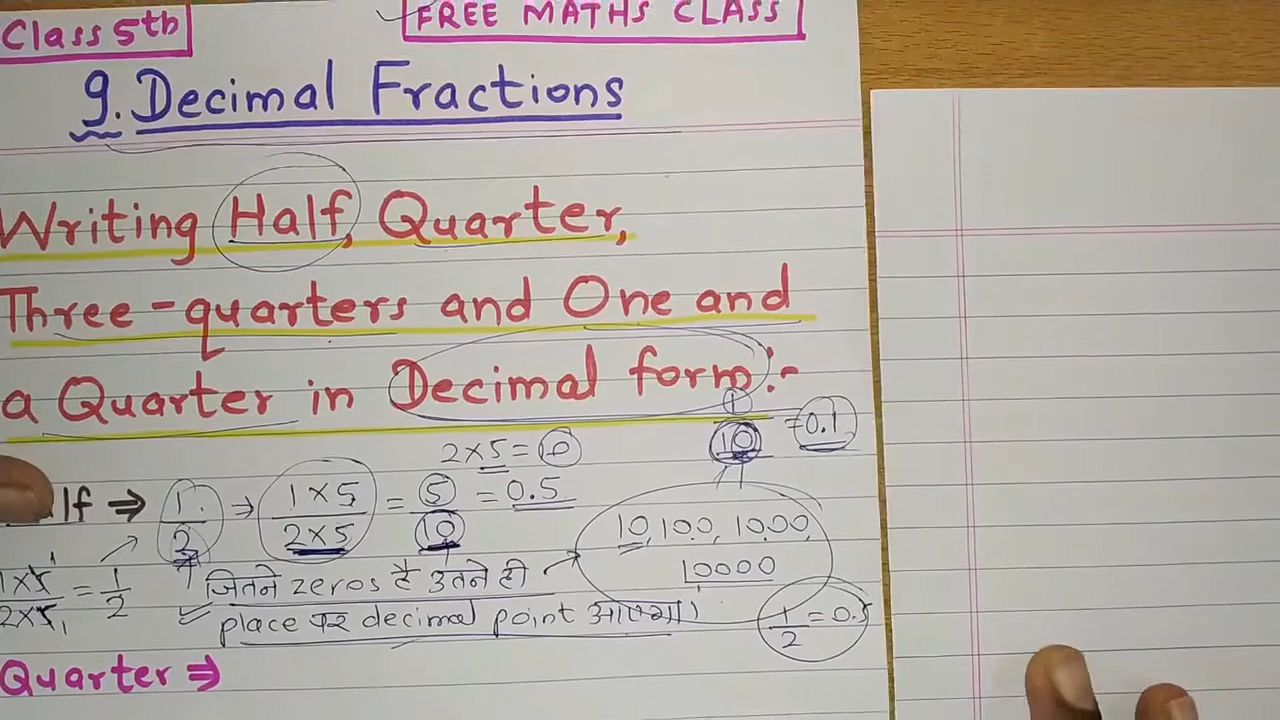 Class 5th
FREE MATHS CLASS
9. Decimal Fractions
Writing Half, Quarter,
Three-quarters and One and
a Quarter in Decimal form:-
1/10 = 0.1
2×5=10
lf ⇒ 1/2 ⇒ 1×5/2×5 = 5/10 = 0.5
10, 100, 1000,
10000
1×5/2×5 = 1/2
जितने zeros है उतने ही
place पर decimal point आएगा।
1/2 = 0.5
Quarter ⇒